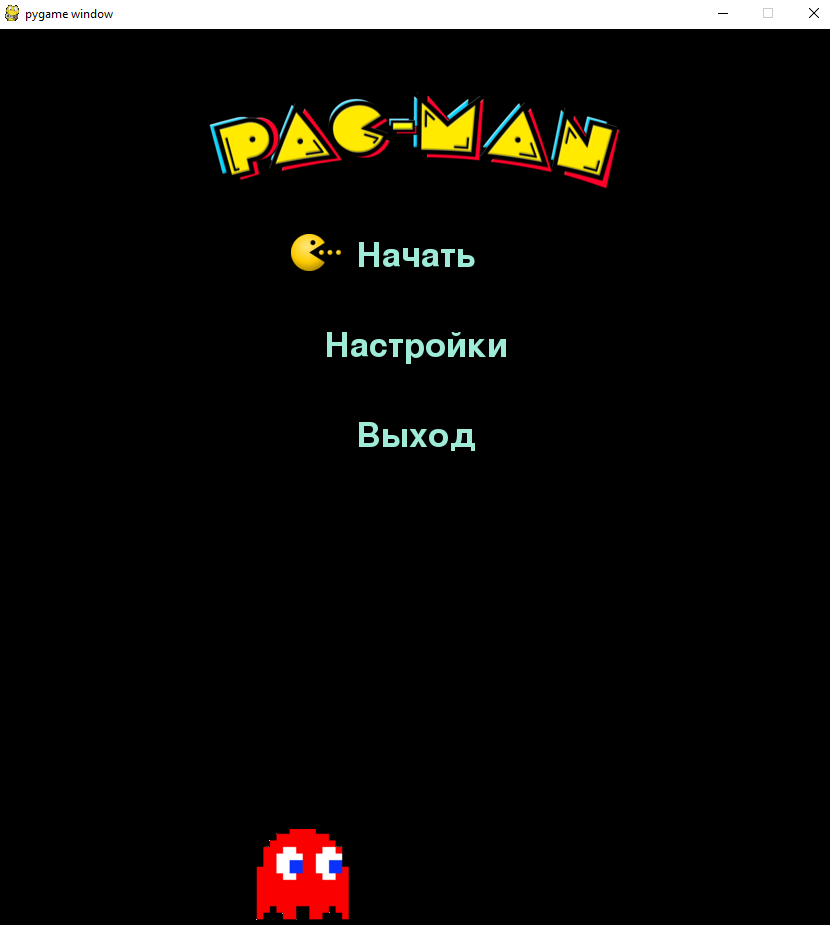 pygame window
PAC-MAN
Начать
Настройки
Выход